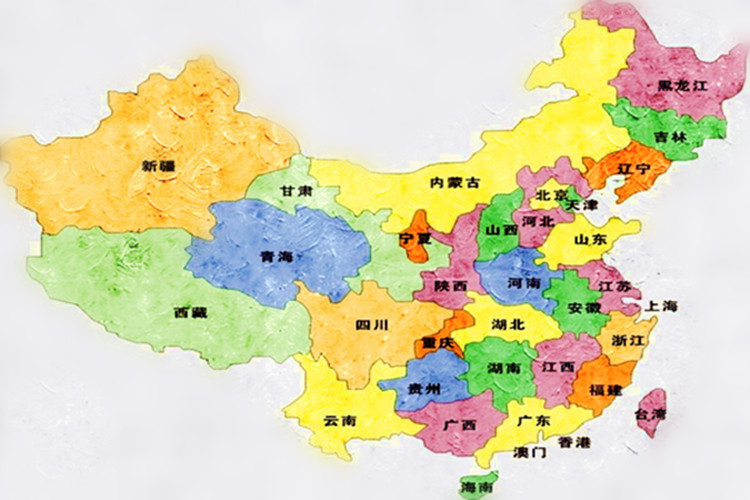 黑龙江
吉林
辽宁
新疆
甘肃
内蒙古
北京
天津
河北
山西
山东
宁夏
青海
陕西
河南
江苏
西藏
安徽
上海
四川
湖北
重庆
浙江
湖南
江西
贵州
福建
云南
广西
广东
台湾
香港
澳门
海南